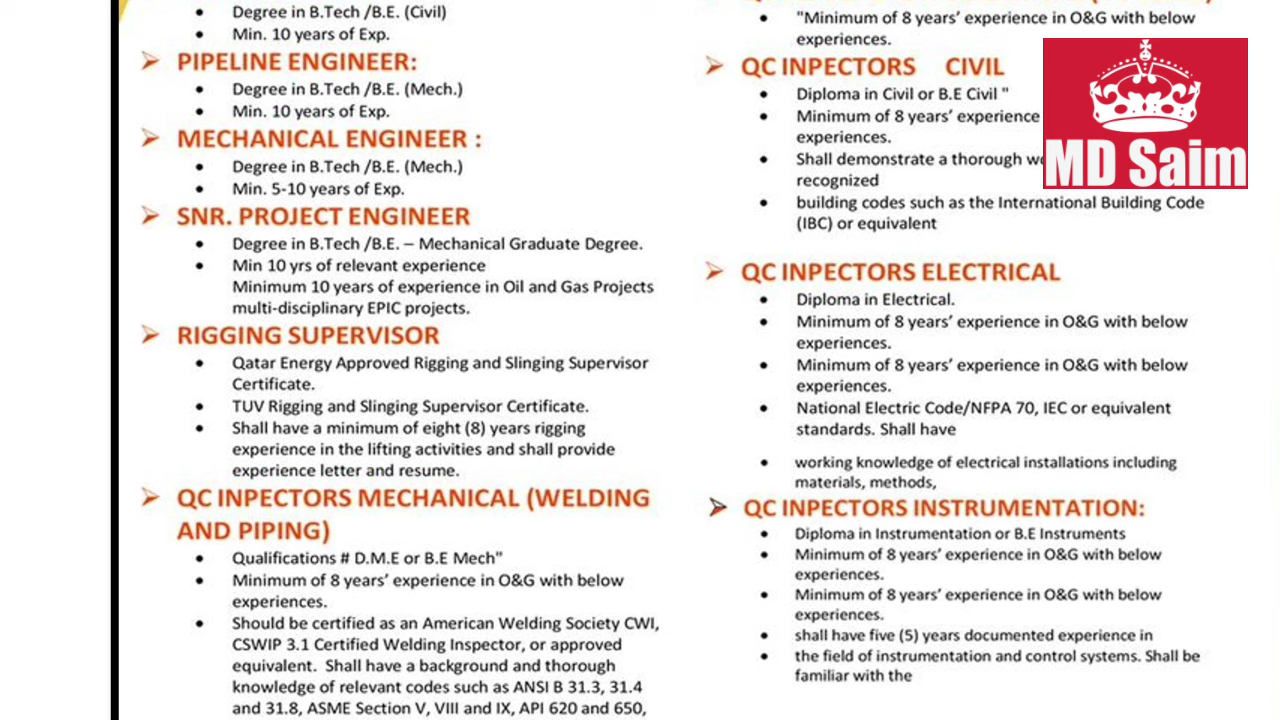 Degree in B.Tech /B.E. (Civil)
Min. 10 years of Exp.
PIPELINE ENGINEER:
Degree in B.Tech /B.E. (Mech.)
Min. 10 years of Exp.
MECHANICAL ENGINEER :
Degree in B.Tech /B.E. (Mech.)
Min. 5-10 years of Exp.
SNR. PROJECT ENGINEER
Degree in B.Tech /B.E. – Mechanical Graduate Degree.
Min 10 yrs of relevant experience
Minimum 10 years of experience in Oil and Gas Projects
multi-disciplinary EPIC projects.
RIGGING SUPERVISOR
Qatar Energy Approved Rigging and Slinging Supervisor
Certificate.
TUV Rigging and Slinging Supervisor Certificate.
Shall have a minimum of eight (8) years rigging
experience in the lifting activities and shall provide
experience letter and resume.
QC INPECTORS MECHANICAL (WELDING
AND PIPING)
Qualifications # D.M.E or B.E Mech"
Minimum of 8 years’ experience in O&G with below
experiences.
Should be certified as an American Welding Society CWI,
CSWIP 3.1 Certified Welding Inspector, or approved
equivalent. Shall have a background and thorough
knowledge of relevant codes such as ANSI B 31.3, 31.4
and 31.8, ASME Section V, VIII and IX, API 620 and 650,
"Minimum of 8 years’ experience in O&G with below
experiences.
QC INPECTORS CIVIL
Diploma in Civil or B.E Civil "
Minimum of 8 years’ experience
experiences.
Shall demonstrate a thorough
recognized
building codes such as the International Building Code
(IBC) or equivalent
QC INPECTORS ELECTRICAL
Diploma in Electrical.
Minimum of 8 years’ experience in O&G with below
experiences.
Minimum of 8 years’ experience in O&G with below
experiences.
National Electric Code/NFPA 70, IEC or equivalent
standards. Shall have
working knowledge of electrical installations including
materials, methods,
QC INPECTORS INSTRUMENTATION:
Diploma in Instrumentation or B.E Instruments
Minimum of 8 years’ experience in O&G with below
experiences.
Minimum of 8 years’ experience in O&G with below
experiences.
shall have five (5) years documented experience in
the field of instrumentation and control systems. Shall be
familiar with the
MD Saim